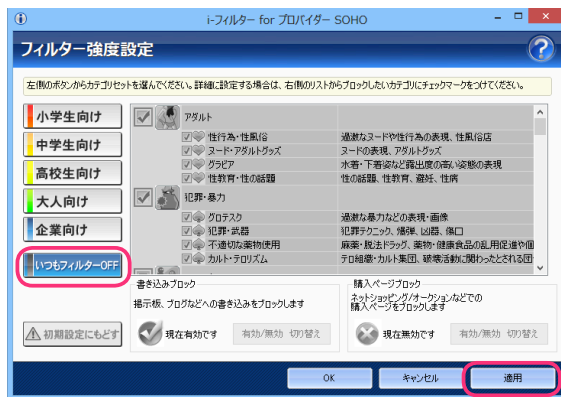 i-フィルター for プロバイダー SOHO
フィルター強度設定
左側のボタンからカテゴリセットを選んでください。詳細に設定する場合は、右側のリストからブロックしたいカテゴリにチェックマークをつけてください。
小学生向け
中学生向け
高校生向け
大人向け
企業向け
いつもフィルターOFF
初期設定にもどす
アダルト
性行為・性風俗 過激なヌードや性行為の表現、性風俗店
ヌード・アダルトグッズ ヌードの表現、アダルトグッズ
グラビア 水着・下着姿など露出度の高い姿態の表現
性教育・性の話題 性の話題、性教育、避妊、性病
犯罪・暴力
グロテスク 過激な暴力などの表現・画像
犯罪・武器 犯罪テクニック、爆弾、凶器、傷口
不適切な薬物使用 麻薬・脱法ドラッグ、薬物・健康食品の乱用促進や個
カルト・テロリズム テロ組織・カルト集団、破壊活動に関わったとされる団
書き込みブロック
掲示板、ブログなどへの書き込みをブロックします
現在有効です 有効/無効 切り替え
購入ページブロック
ネットショッピング/オークションなどでの
購入ページをブロックします
現在無効です 有効/無効 切り替え
OK キャンセル 適用